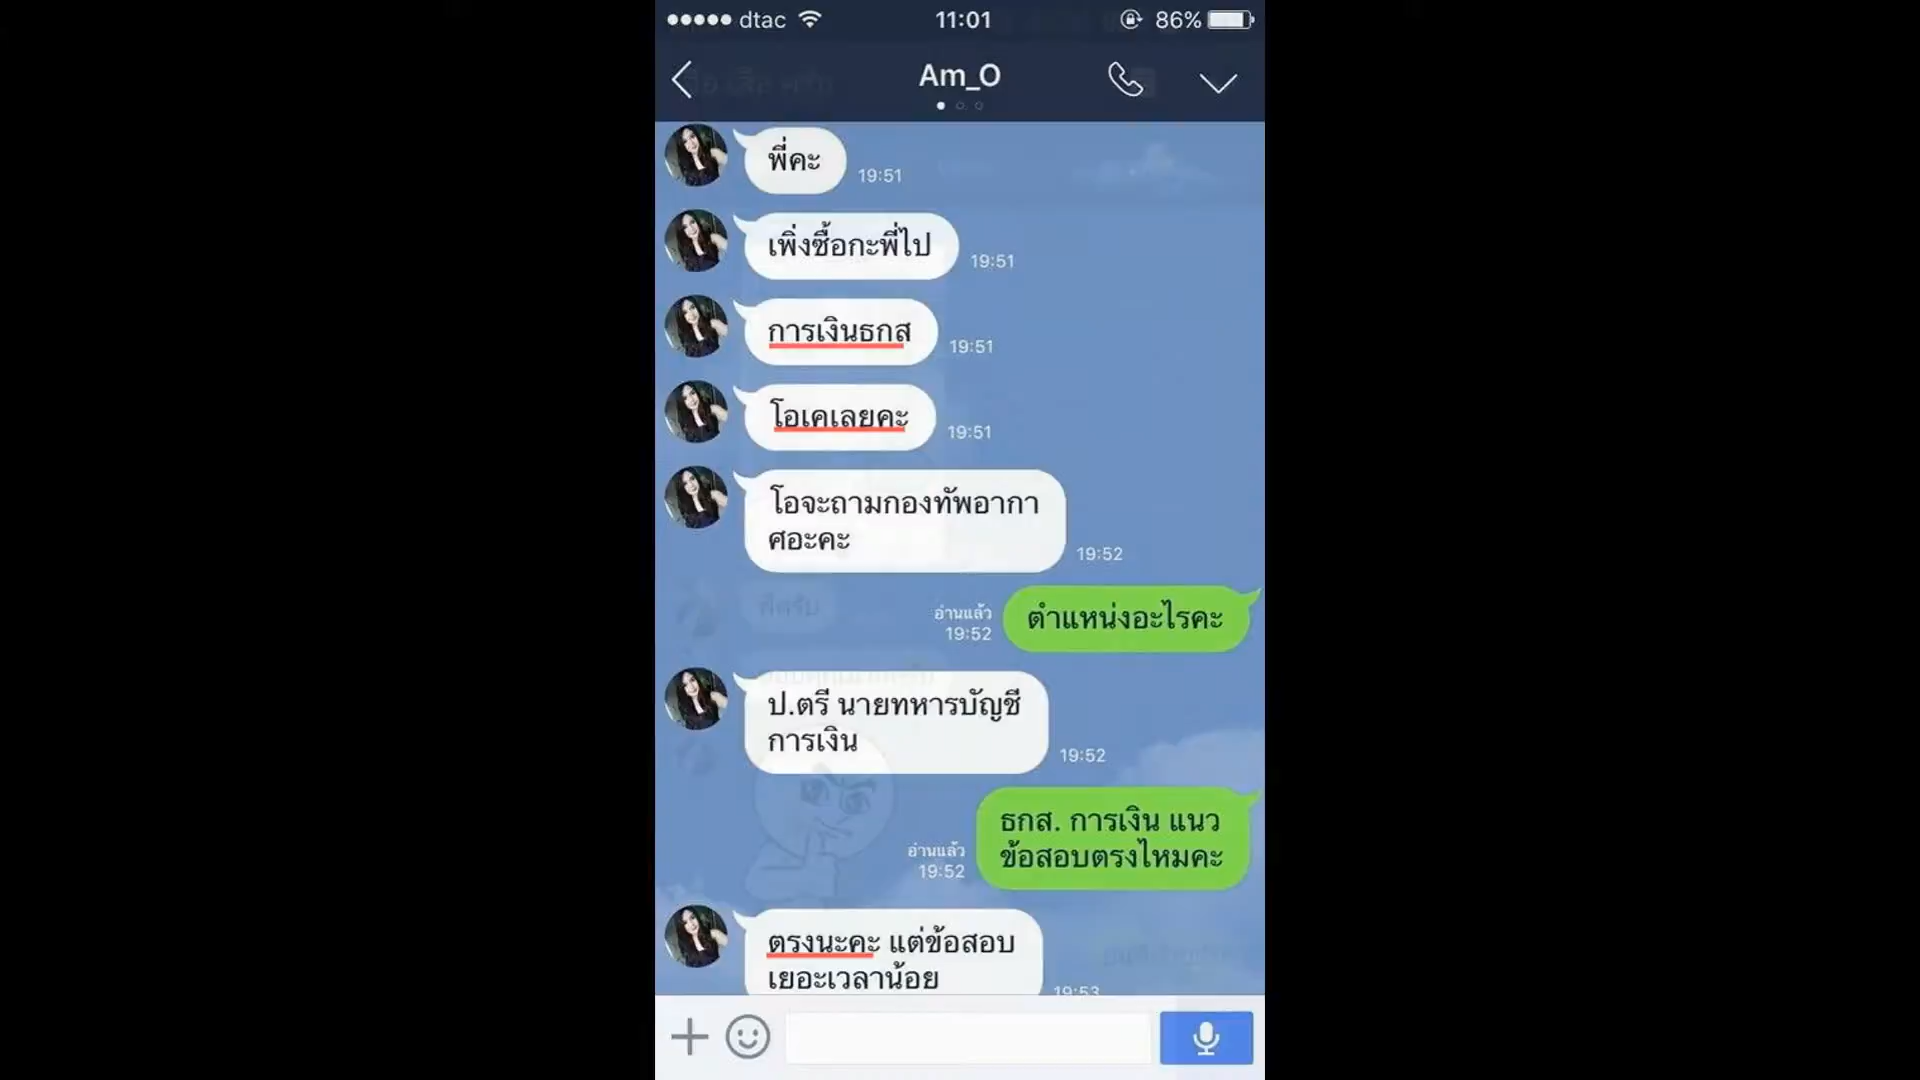 dtac 11:01 86%
Am_O
พี่คะ
19:51
เพิ่งซื้อกะพี่ไป
19:51
การเงินธกส
19:51
โอเคเลยคะ
19:51
โอจะถามกองทัพอากา
ศอะคะ
19:52
ตำแหน่งอะไรคะ
อ่านแล้ว
19:52
ป.ตรี นายทหารบัญชี
การเงิน
19:52
ธกส. การเงิน แนว
ข้อสอบตรงไหมคะ
อ่านแล้ว
19:52
ตรงนะคะ แต่ข้อสอบ
เยอะเวลาน้อย
19:53